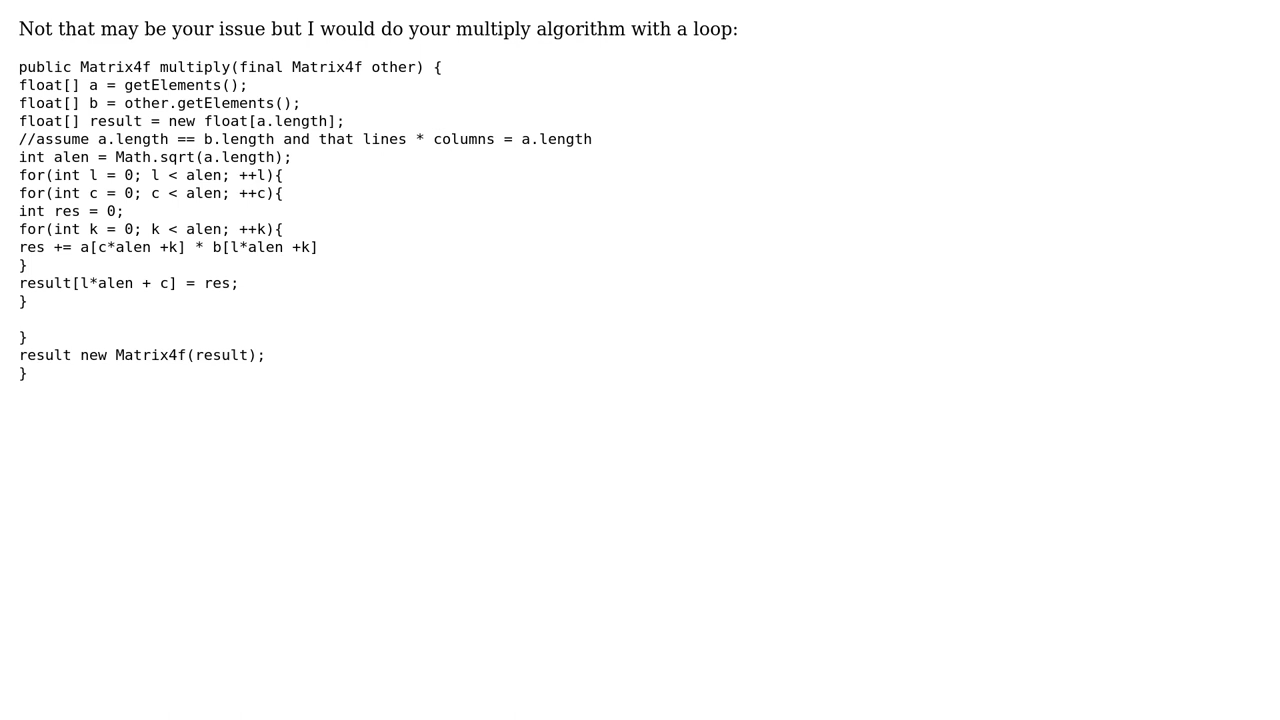 Not that may be your issue but I would do your multiply algorithm with a loop:
public Matrix4f multiply(final Matrix4f other) {
float[] a = getElements();
float[] b = other.getElements();
float[] result = new float[a.length];
//assume a.length == b.length and that lines * columns = a.length
int alen = Math.sqrt(a.length);
for(int l = 0; l < alen; ++l){
for(int c = 0; c < alen; ++c){
int res = 0;
for(int k = 0; k < alen; ++k){
res += a[c*alen +k] * b[l*alen +k]
}
result[l*alen + c] = res;
}
}
result new Matrix4f(result);
}